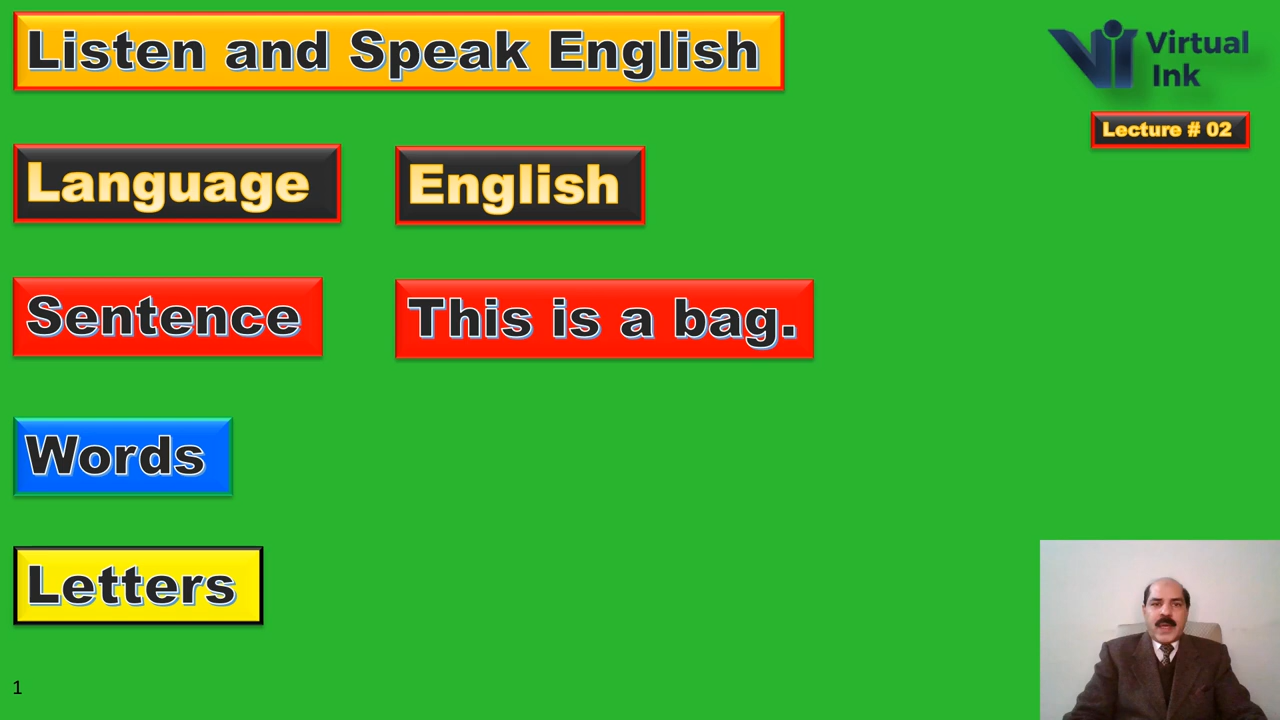 Listen and Speak English
Virtual
Ink
Lecture # 02
Language
English
Sentence
This is a bag.
Words
Letters
1